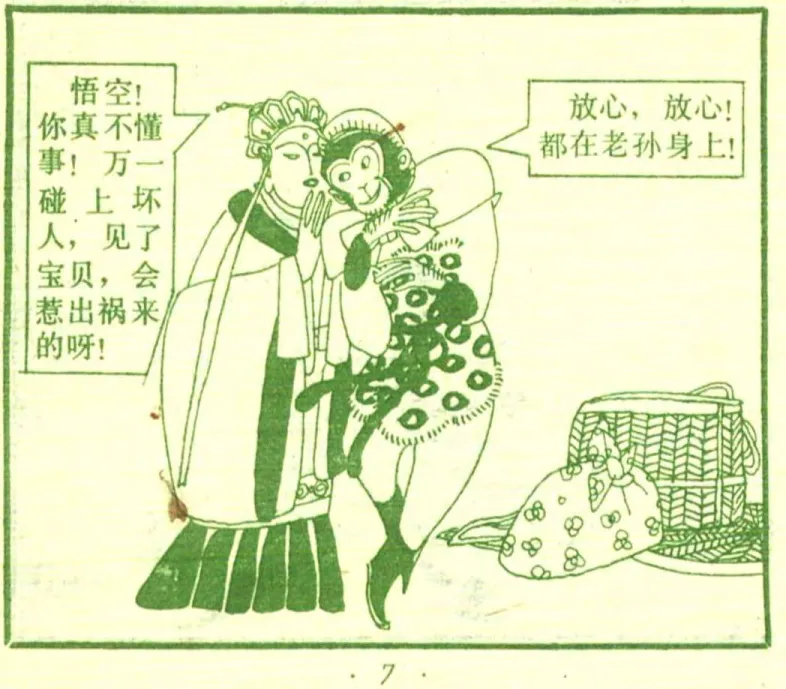 悟空!
你真不懂
事!万一
碰上坏
人,见了
宝贝,会
惹出祸来
的呀!
放心,放心!
都在老孙身上!
·7·